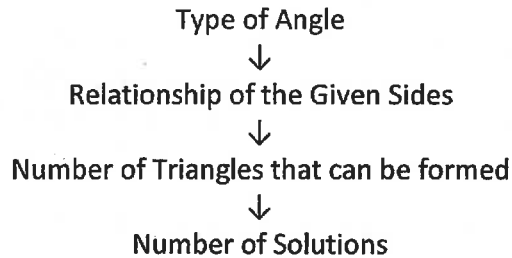 Type of Angle
↓
Relationship of the Given Sides
↓
Number of Triangles that can be formed
↓
Number of Solutions